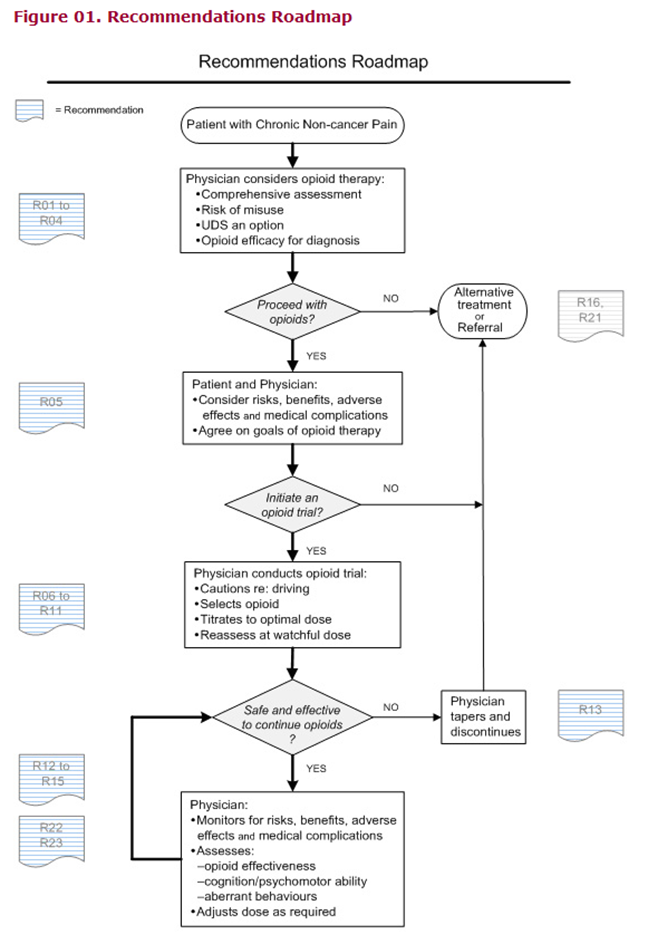 Figure 01. Recommendations Roadmap
Recommendations Roadmap
= Recommendation
Patient with Chronic Non-cancer Pain
Physician considers opioid therapy:
•Comprehensive assessment
•Risk of misuse
•UDS an option
•Opioid efficacy for diagnosis
R01 to
R04
Proceed with
opioids?
NO
Alternative
treatment
or
Referral
R16,
R21
YES
Patient and Physician:
•Consider risks, benefits, adverse
effects and medical complications
•Agree on goals of opioid therapy
R05
Initiate an
opioid trial?
NO
YES
Physician conducts opioid trial:
•Cautions re: driving
•Selects opioid
•Titrates to optimal dose
•Reassess at watchful dose
R06 to
R11
Safe and effective
to continue opioids
?
NO
Physician
tapers and
discontinues
R13
YES
R12 to
R15
R22
R23
Physician:
•Monitors for risks, benefits, adverse
effects and medical complications
•Assesses:
–opioid effectiveness
–cognition/psychomotor ability
–aberrant behaviours
•Adjusts dose as required